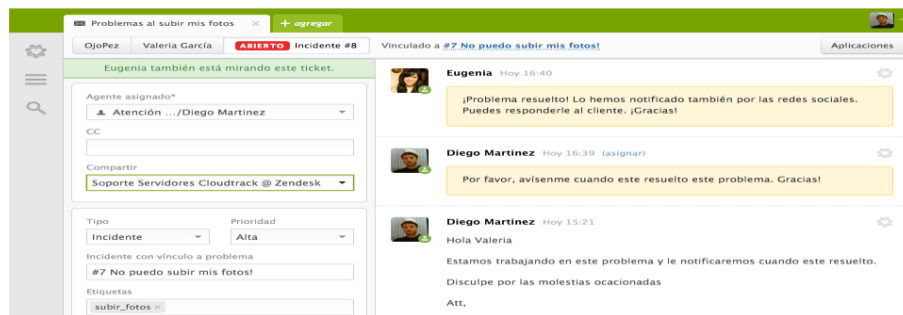 Problemas al subir mis fotos ×
+ agregar
OjoPez Valeria García ABIERTO Incidente #8 Vinculado a #7 No puedo subir mis fotos! Aplicaciones
Eugenia también está mirando este ticket.
Agente asignado*
Atención .../Diego Martinez
CC
Compartir
Soporte Servidores Cloudtrack @ Zendesk
Tipo Prioridad
Incidente Alta
Incidente con vínculo a problema
#7 No puedo subir mis fotos!
Etiquetas
subir_fotos ×
Eugenia Hoy 16:40
¡Problema resuelto! Lo hemos notificado también por las redes sociales.
Puedes responderle al cliente. ¡Gracias!
Diego Martinez Hoy 16:39 (asignar)
Por favor, avísenme cuando este resuelto este problema. Gracias!
Diego Martinez Hoy 15:21
Hola Valeria
Estamos trabajando en este problema y le notificaremos cuando este resuelto.
Disculpe por las molestias ocacionadas
Att,